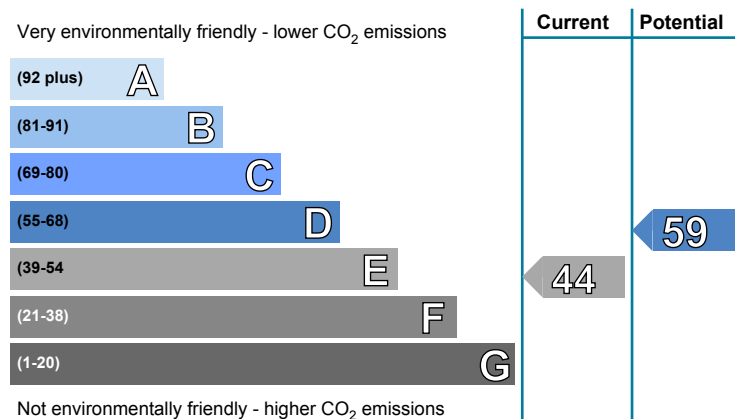 Very environmentally friendly - lower CO₂ emissions
Current
Potential
(92 plus) A
(81-91) B
(69-80) C
(55-68) D
59
(39-54 E
44
(21-38) F
(1-20) G
Not environmentally friendly - higher CO₂ emissions